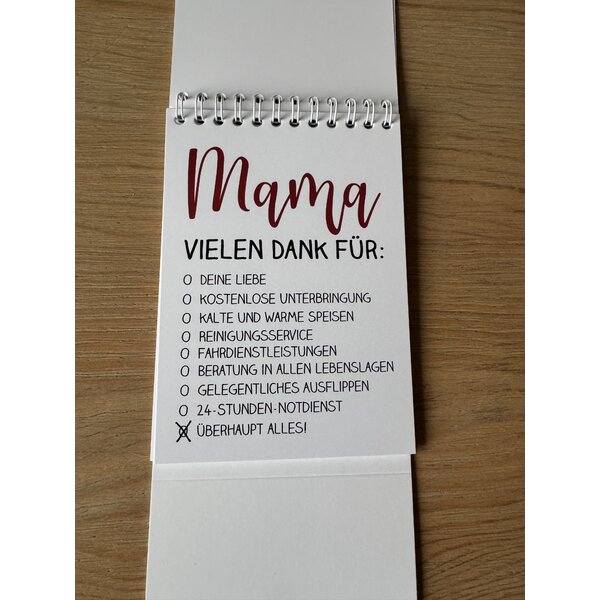 Mama
VIELEN DANK FÜR:
O DEINE LIEBE
O KOSTENLOSE UNTERBRINGUNG
O KALTE UND WARME SPEISEN
O REINIGUNGSSERVICE
O FAHRDIENSTLEISTUNGEN
O BERATUNG IN ALLEN LEBENSLAGEN
O GELEGENTLICHES AUSFLIPPEN
O 24-STUNDEN-NOTDIENST
ÜBERHAUPT ALLES!